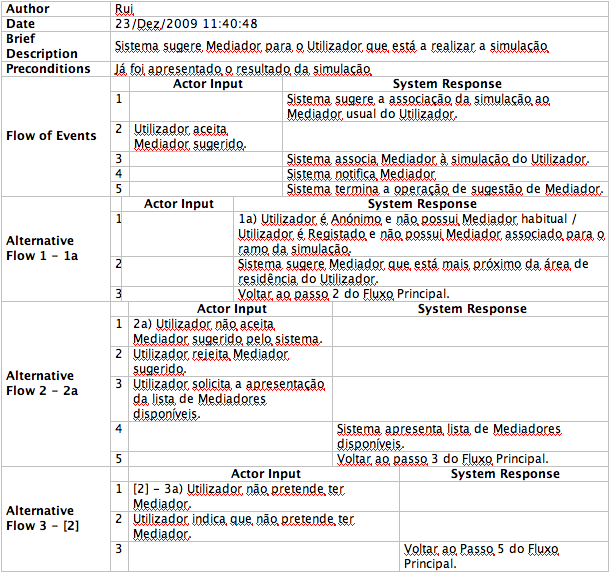 Author Rui
Date 23/Dez/2009 11:40:48
Brief
Description Sistema sugere Mediador para o Utilizador que está a realizar a simulação
Preconditions Já foi apresentado o resultado da simulação
Flow of Events
Actor Input System Response
1 Sistema sugere a associação da simulação ao
Mediador usual do Utilizador.
2 Utilizador aceita
Mediador sugerido.
3 Sistema associa Mediador à simulação do Utilizador.
4 Sistema notifica Mediador
5 Sistema termina a operação de sugestão de Mediador.
Alternative
Flow 1 - 1a
Actor Input System Response
1 1a) Utilizador é Anónimo e não possui Mediador habitual /
Utilizador é Registado e não possui Mediador associado para o
ramo da simulação.
2 Sistema sugere Mediador que está mais próximo da área de
residência do Utilizador.
3 Voltar ao passo 2 do Fluxo Principal.
Alternative
Flow 2 - 2a
Actor Input System Response
1 2a) Utilizador não aceita
Mediador sugerido pelo sistema.
2 Utilizador rejeita Mediador
sugerido.
3 Utilizador solicita a apresentação
da lista de Mediadores
disponíveis.
4 Sistema apresenta lista de Mediadores
disponíveis.
5 Voltar ao passo 3 do Fluxo Principal.
Alternative
Flow 3 - [2]
Actor Input System Response
1 [2] - 3a) Utilizador não pretende ter
Mediador.
2 Utilizador indica que não pretende ter
Mediador.
3 Voltar ao Passo 5 do Fluxo
Principal.